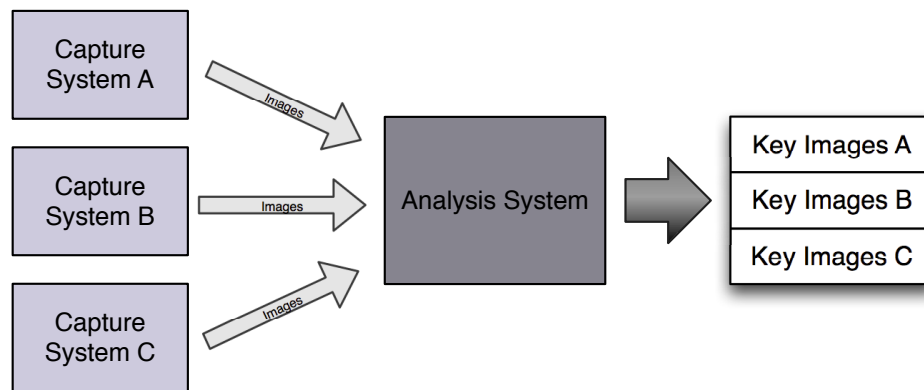 Capture
System A
Images
Capture
System B
Images
Capture
System C
Images
Analysis System
Key Images A
Key Images B
Key Images C